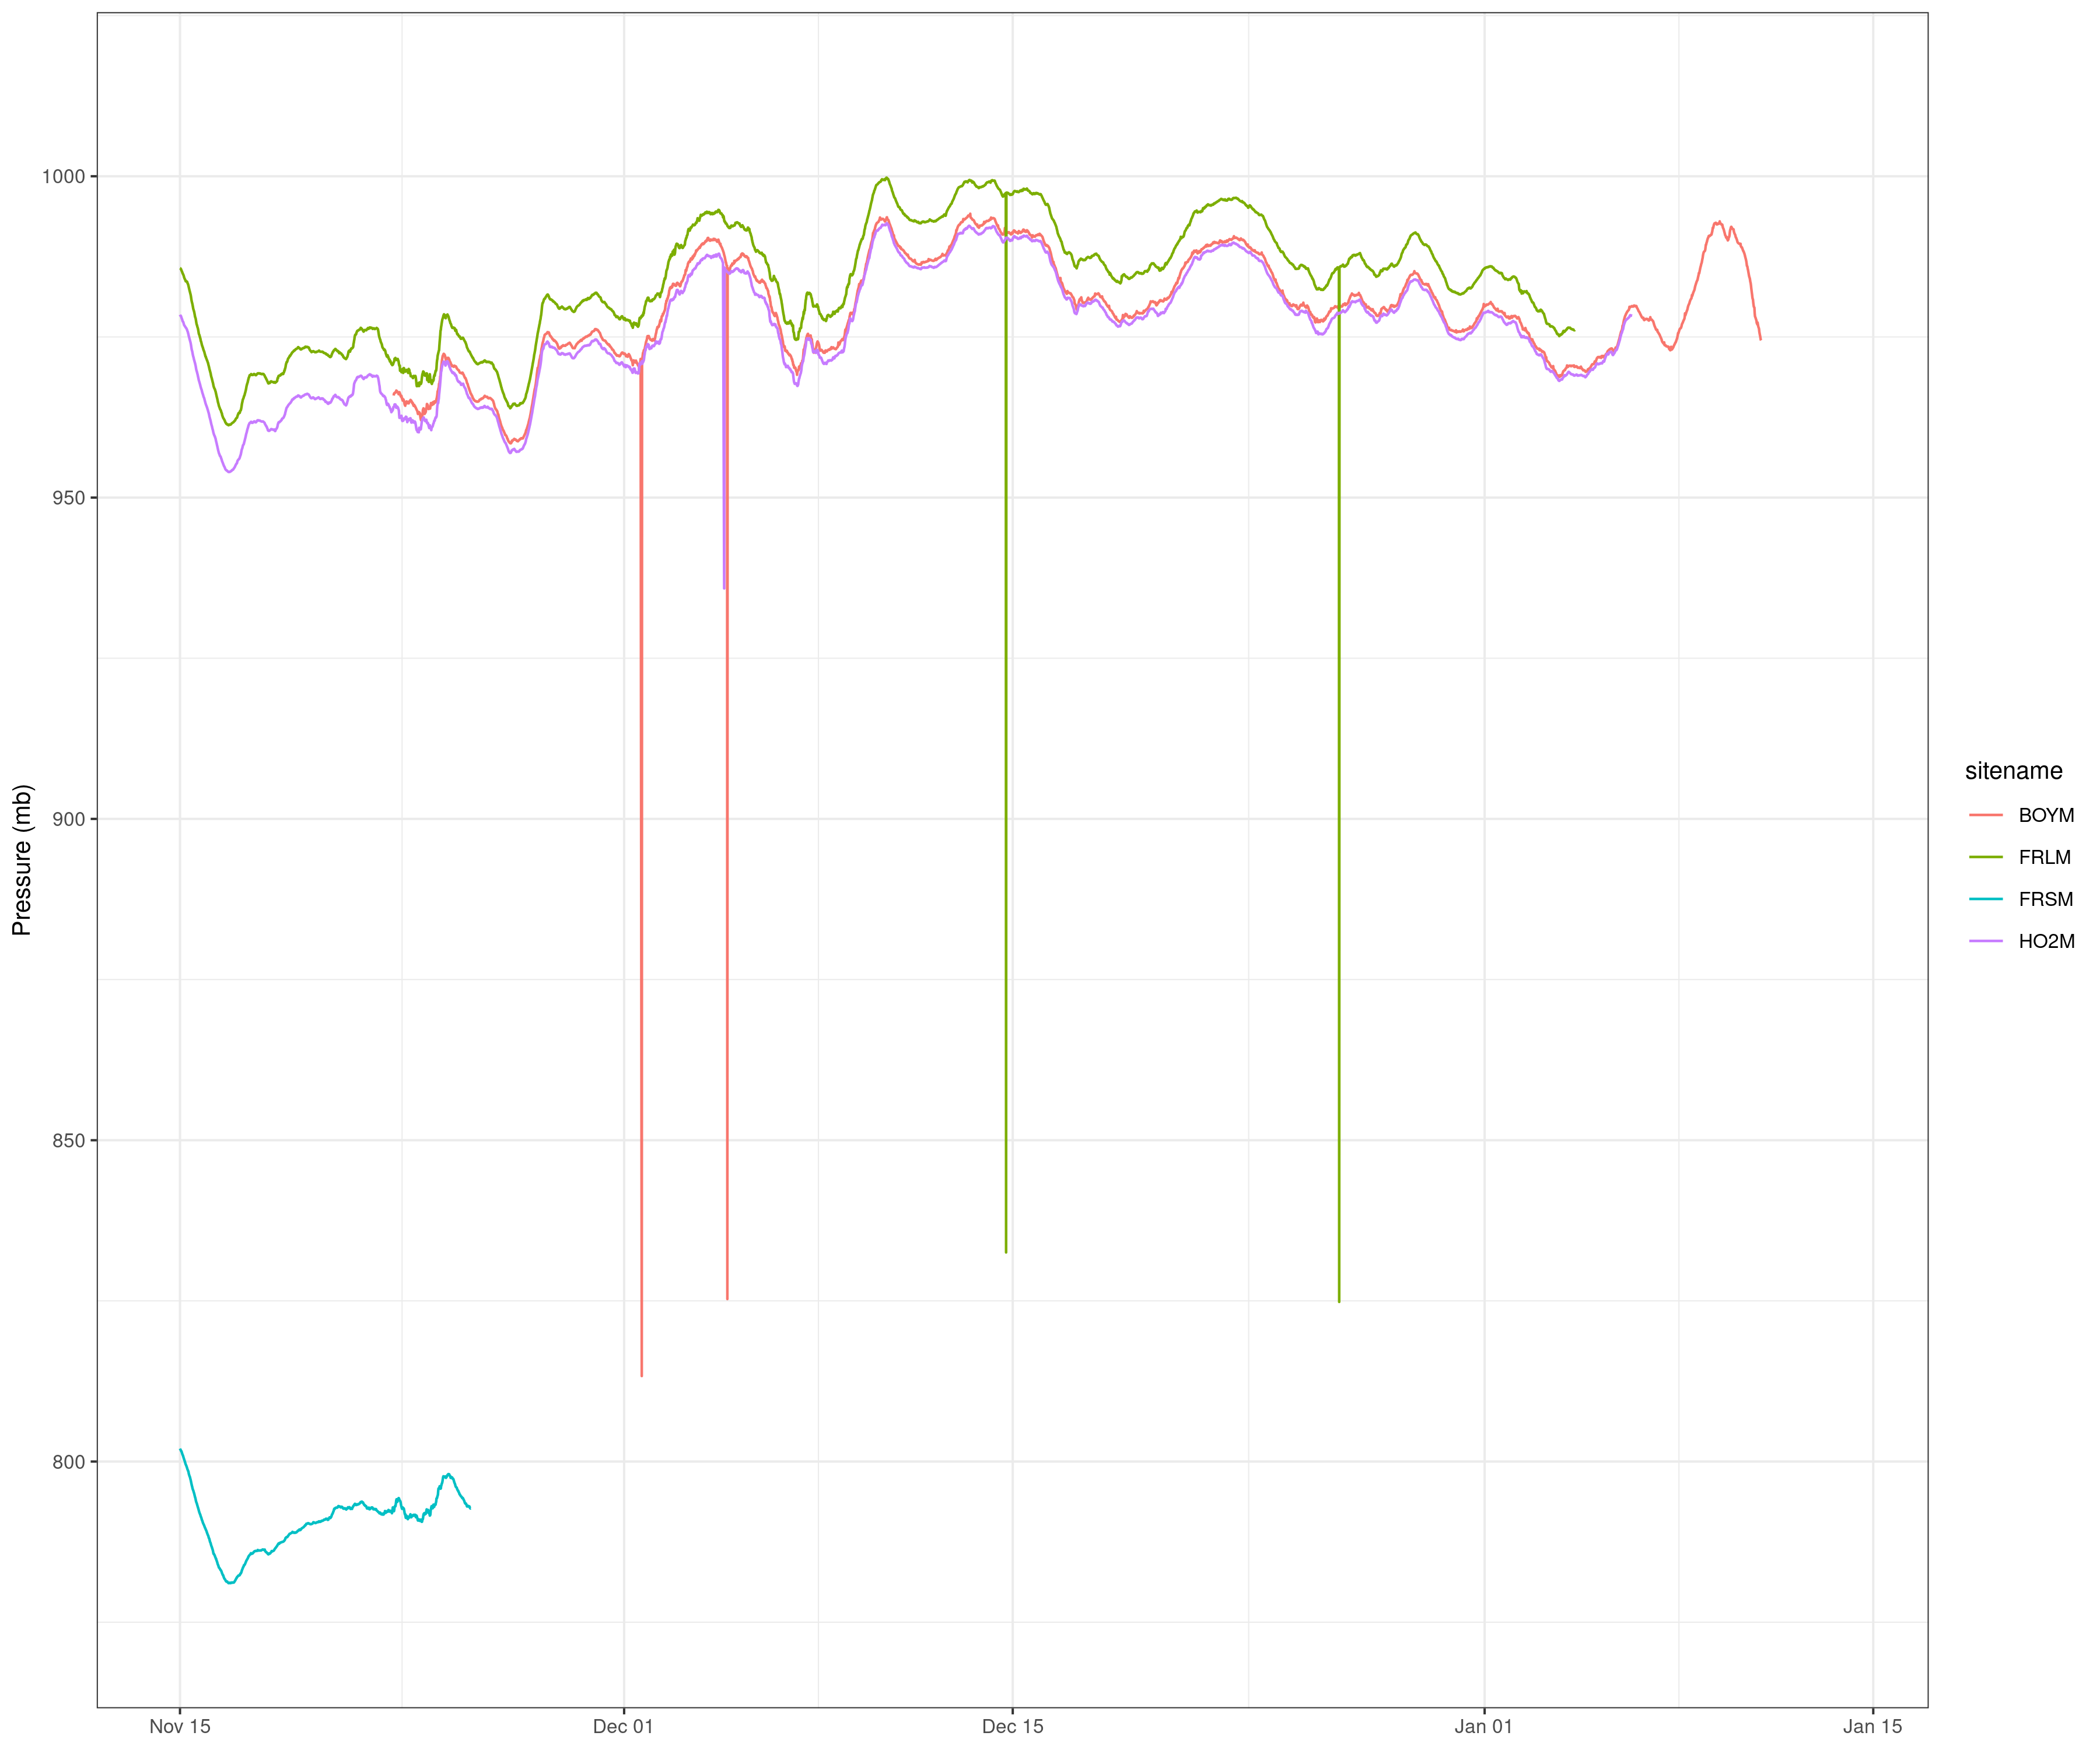 1000
950
900
850
800
Pressure (mb)
Nov 15
Dec 01
Dec 15
Jan 01
Jan 15
sitename
BOYM
FRLM
FRSM
HO2M